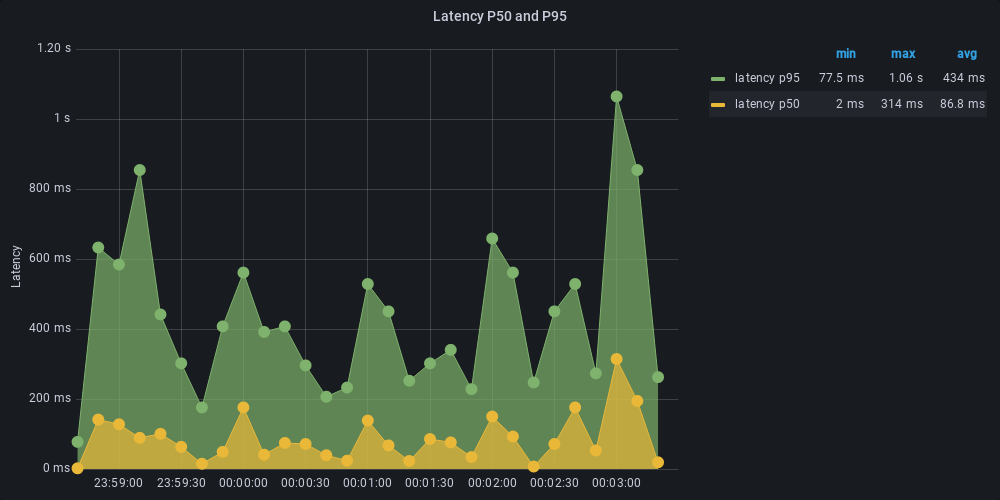 Latency P50 and P95
min max avg
latency p95 77.5 ms 1.06 s 434 ms
latency p50 2 ms 314 ms 86.8 ms
Latency
1.20 s
1 s
800 ms
600 ms
400 ms
200 ms
0 ms
23:59:00 23:59:30 00:00:00 00:00:30 00:01:00 00:01:30 00:02:00 00:02:30 00:03:00